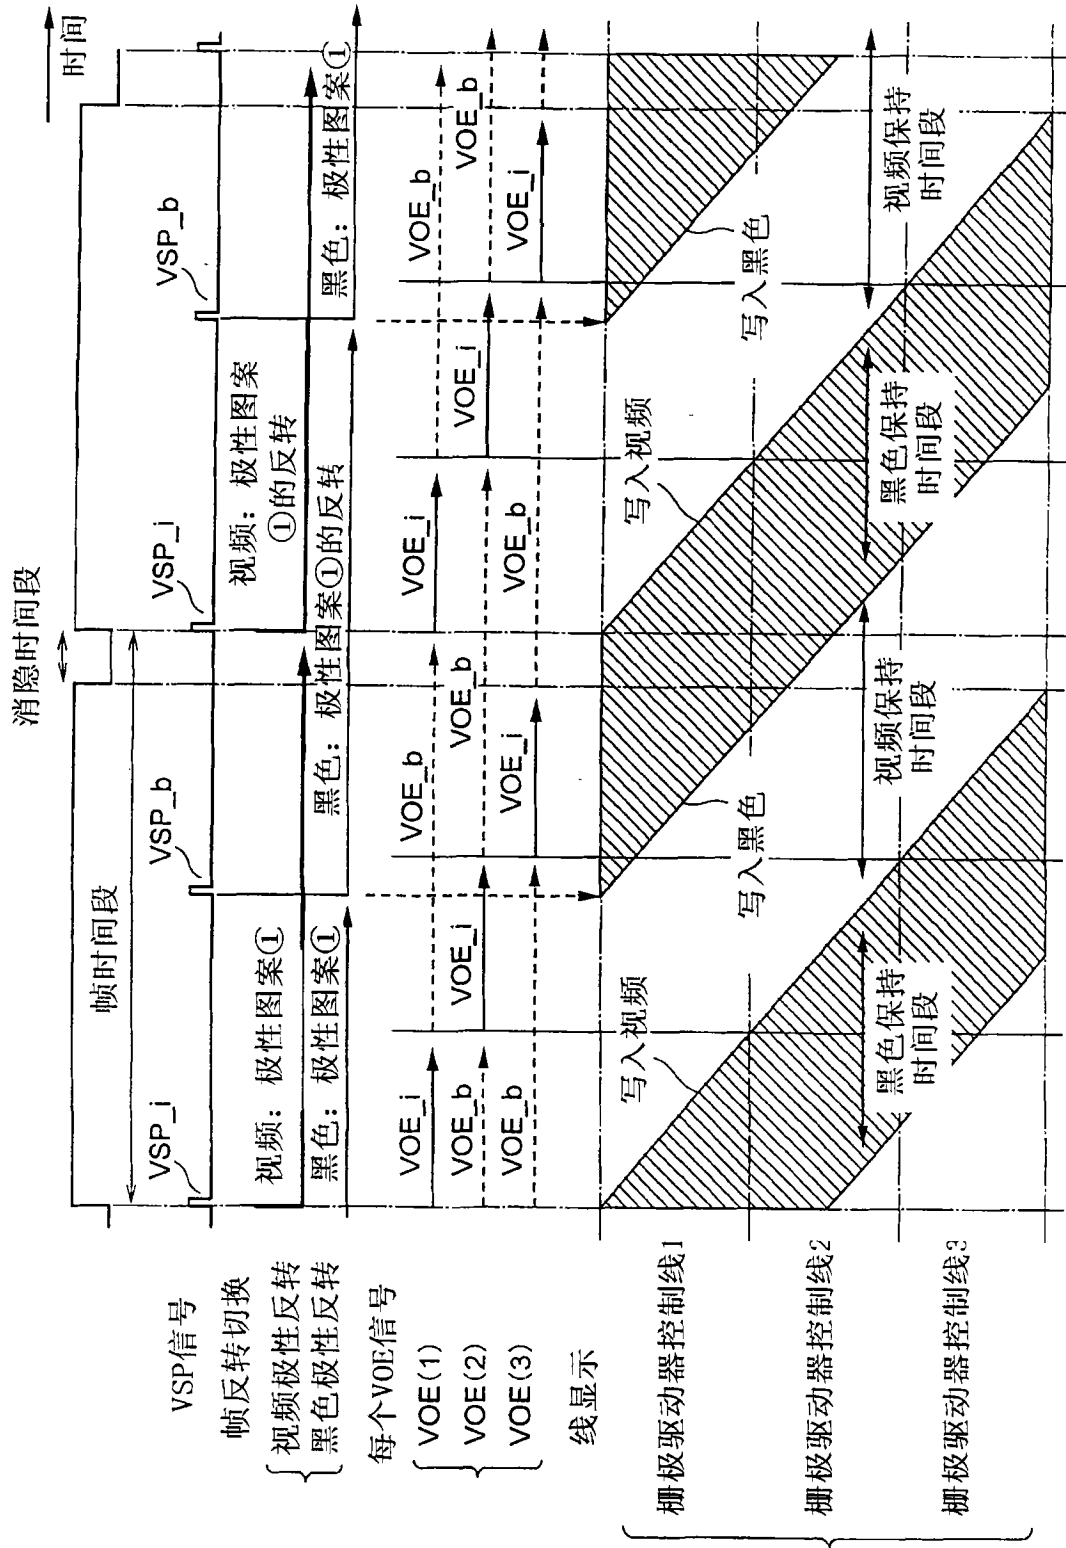 时间
消隐时间段
帧时间段
VSP信号
VSP_i
VSP_b
VSP_i
VSP_b
帧反转切换
视频极性反转
视频：极性图案①
视频：极性图案
①的反转
黑色极性反转
黑色：极性图案①
黑色：极性图案①的反转
黑色：极性图案①
每个VOE信号
VOE(1)
VOE_i
VOE_b
VOE_i
VOE_b
VOE(2)
VOE_b
VOE_i
VOE_b
VOE_i
VOE_b
VOE(3)
VOE_b
VOE_i
VOE_b
VOE_i
线显示
写入视频
写入黑色
写入视频
写入黑色
栅极驱动器控制线1
栅极驱动器控制线2
栅极驱动器控制线3
黑色保持
时间段
视频保持
时间段
黑色保持
时间段
视频保持
时间段